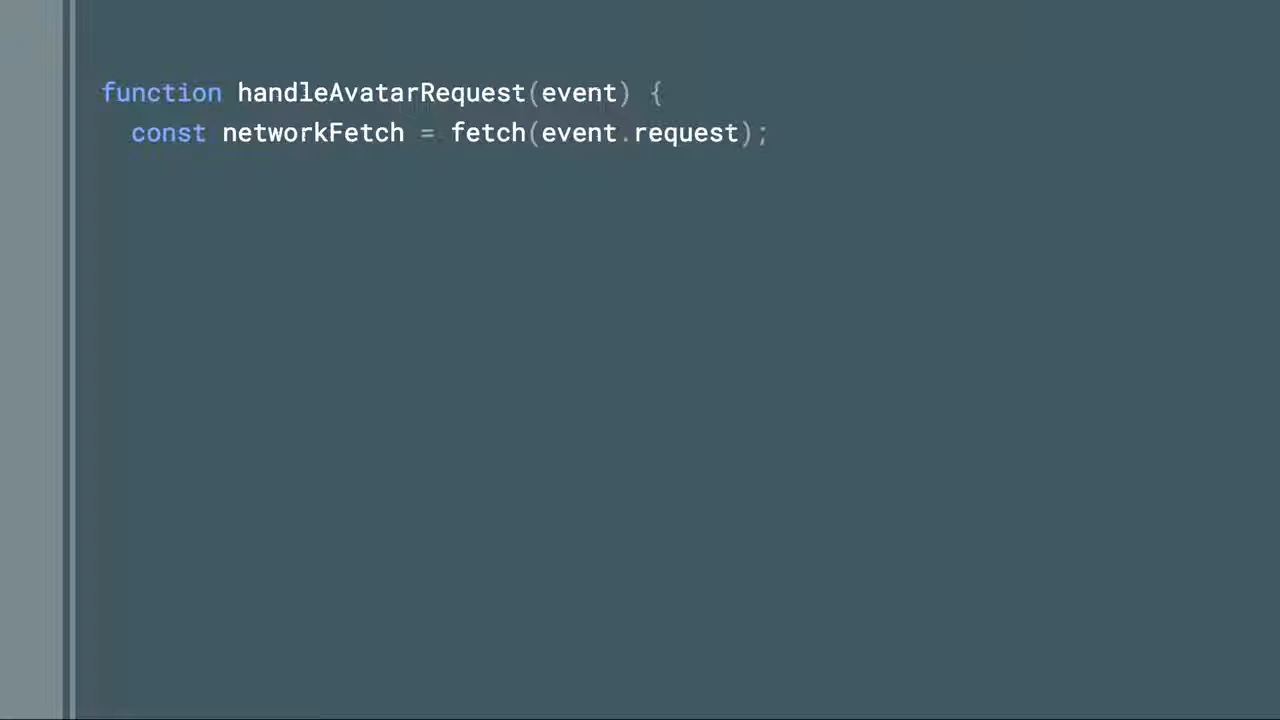 function handleAvatarRequest(event) {
  const networkFetch = fetch(event.request);